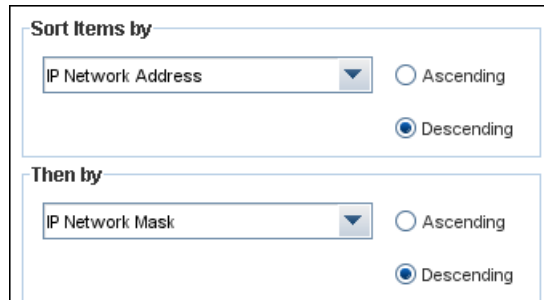 Sort Items by
IP Network Address
Ascending
Descending
Then by
IP Network Mask
Ascending
Descending